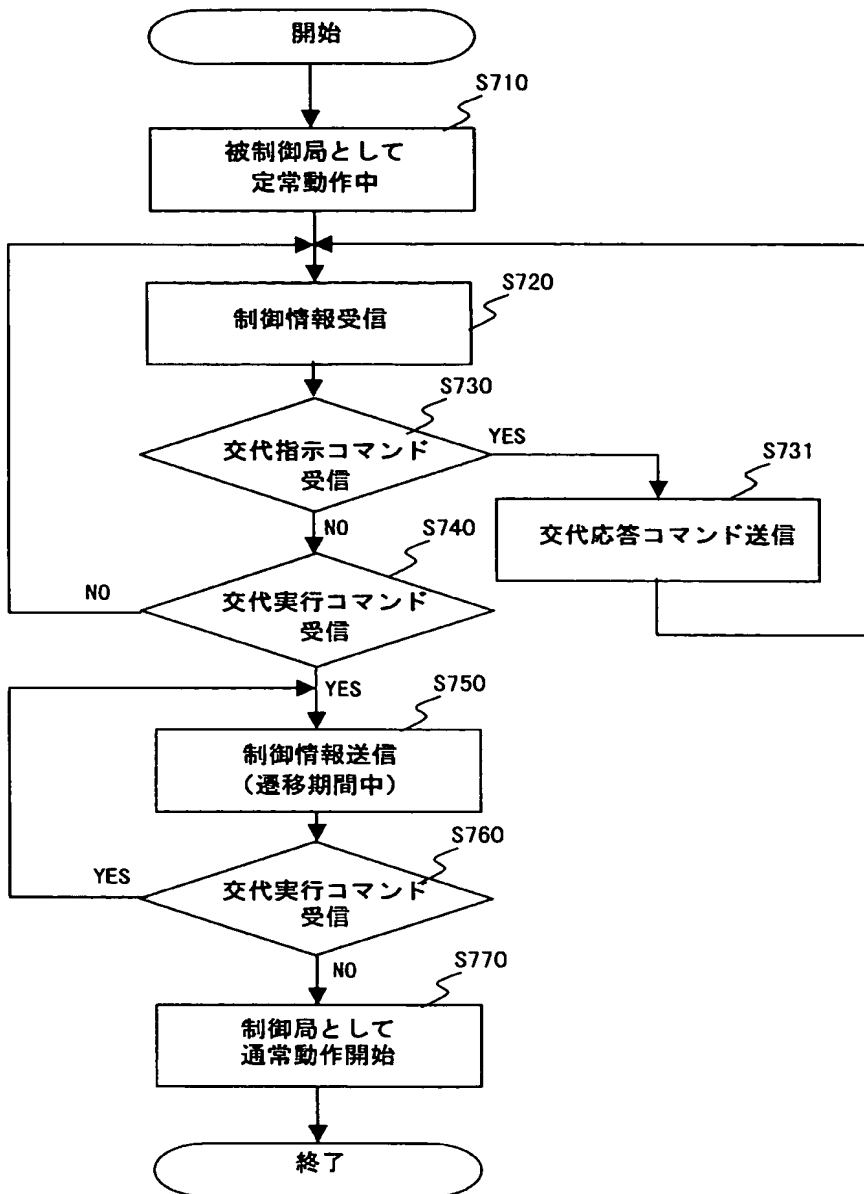 開始
S710
被制御局として
定常動作中
S720
制御情報受信
S730
交代指示コマンド
受信
YES
S731
交代応答コマンド送信
NO
S740
交代実行コマンド
受信
NO
YES
S750
制御情報送信
(遷移期間中)
S760
交代実行コマンド
受信
YES
NO
S770
制御局として
通常動作開始
終了